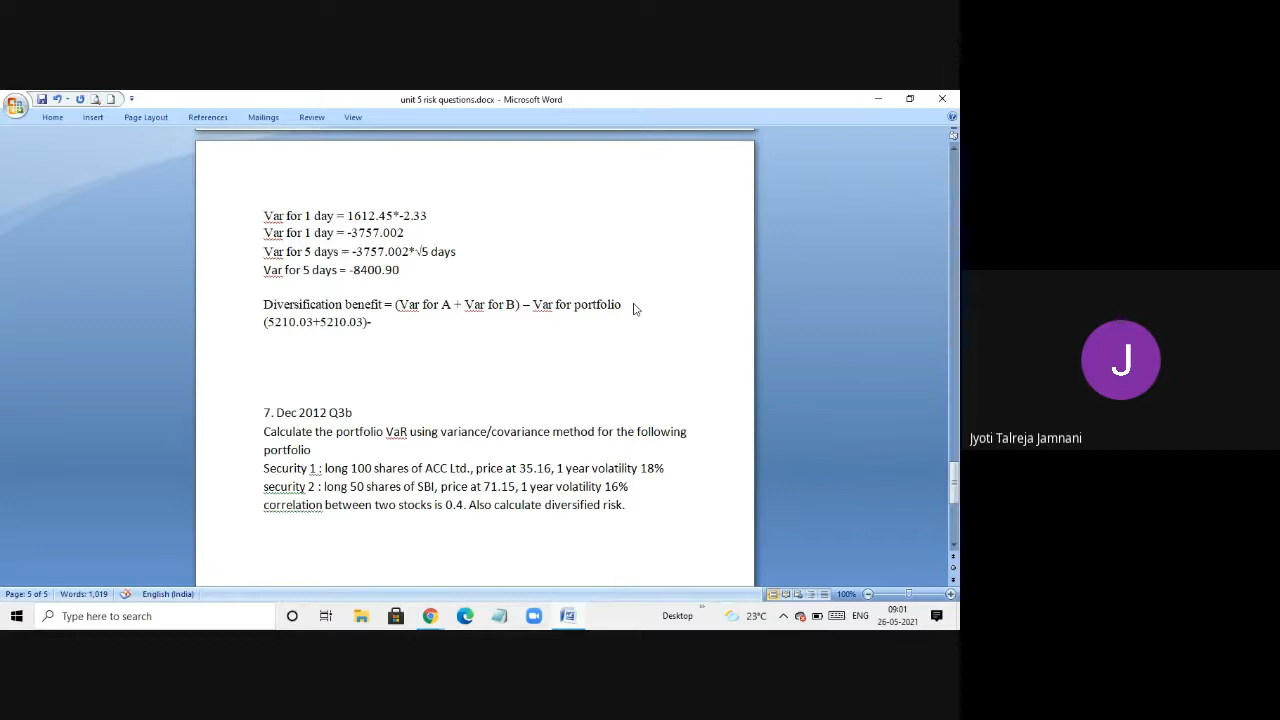 unit 5 risk questions.docx - Microsoft Word
Home Insert Page Layout References Mailings Review View
Var for 1 day = 1612.45*-2.33
Var for 1 day = -3757.002
Var for 5 days = -3757.002*√5 days
Var for 5 days = -8400.90
Diversification benefit = (Var for A + Var for B) – Var for portfolio
(5210.03+5210.03)-
7. Dec 2012 Q3b
Calculate the portfolio VaR using variance/covariance method for the following
portfolio
Security 1 : long 100 shares of ACC Ltd., price at 35.16, 1 year volatility 18%
security 2 : long 50 shares of SBI, price at 71.15, 1 year volatility 16%
correlation between two stocks is 0.4. Also calculate diversified risk.
J
Jyoti Talreja Jamnani
Page: 5 of 5 Words: 1,019 English (India) 100%
Type here to search Desktop 23°C ENG 09:01
26-05-2021